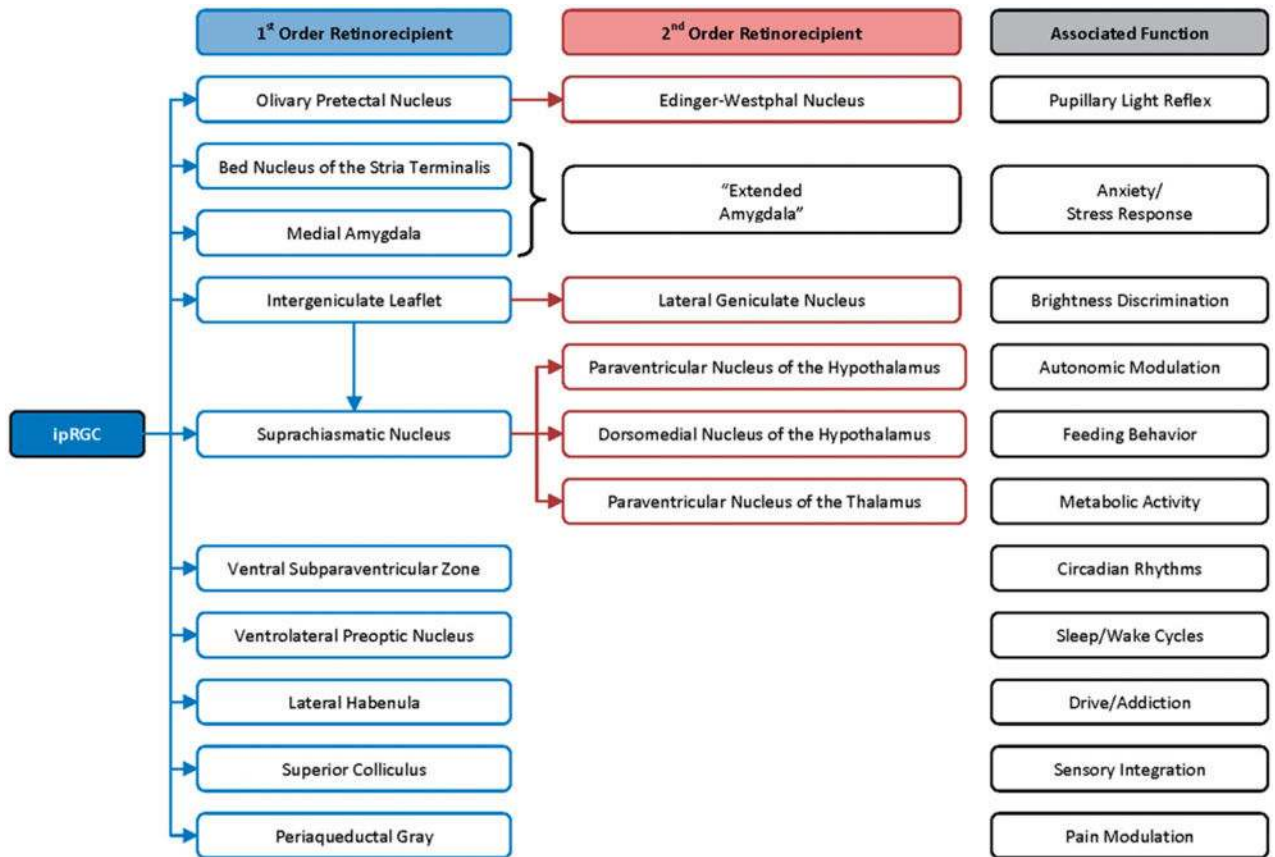 1st Order Retinorecipient
2nd Order Retinorecipient
Associated Function
Olivary Pretectal Nucleus
Edinger-Westphal Nucleus
Pupillary Light Reflex
Bed Nucleus of the Stria Terminalis
Medial Amygdala
"Extended
Amygdala"
Anxiety/
Stress Response
Intergeniculate Leaflet
Lateral Geniculate Nucleus
Brightness Discrimination
Paraventricular Nucleus of the Hypothalamus
Autonomic Modulation
ipRGC
Suprachiasmatic Nucleus
Dorsomedial Nucleus of the Hypothalamus
Feeding Behavior
Paraventricular Nucleus of the Thalamus
Metabolic Activity
Ventral Subparaventricular Zone
Circadian Rhythms
Ventrolateral Preoptic Nucleus
Sleep/Wake Cycles
Lateral Habenula
Drive/Addiction
Superior Colliculus
Sensory Integration
Periaqueductal Gray
Pain Modulation